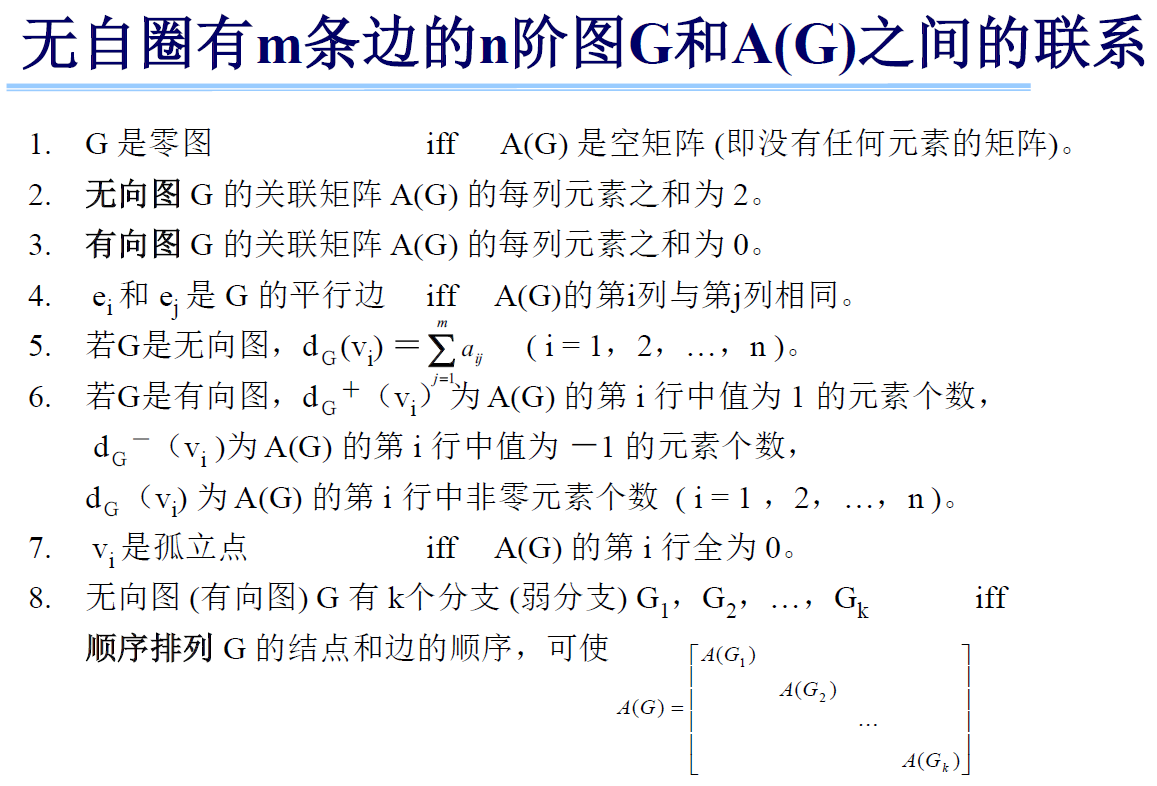 无自圈有m条边的n阶图G和A(G)之间的联系
1. G 是零图 iff A(G) 是空矩阵 (即没有任何元素的矩阵)。
2. 无向图 G 的关联矩阵 A(G) 的每列元素之和为 2。
3. 有向图 G 的关联矩阵 A(G) 的每列元素之和为 0。
4. e_i 和 e_j 是 G 的平行边 iff A(G)的第i列与第j列相同。
5. 若G是无向图，d_G(v_i) ＝ \sum_{j=1}^{m} a_{ij} ( i = 1，2，…，n )。
6. 若G是有向图，d_G^＋（v_i）为 A(G) 的第 i 行中值为 1 的元素个数，
d_G^－（v_i )为 A(G) 的第 i 行中值为 －1 的元素个数，
d_G（v_i) 为 A(G) 的第 i 行中非零元素个数 ( i = 1 ，2，…，n )。
7. v_i 是孤立点 iff A(G) 的第 i 行全为 0。
8. 无向图 (有向图) G 有 k个分支 (弱分支) G_1，G_2，…，G_k iff
顺序排列 G 的结点和边的顺序，可使
A(G_1)
A(G_2)
A(G) =
…
A(G_k)